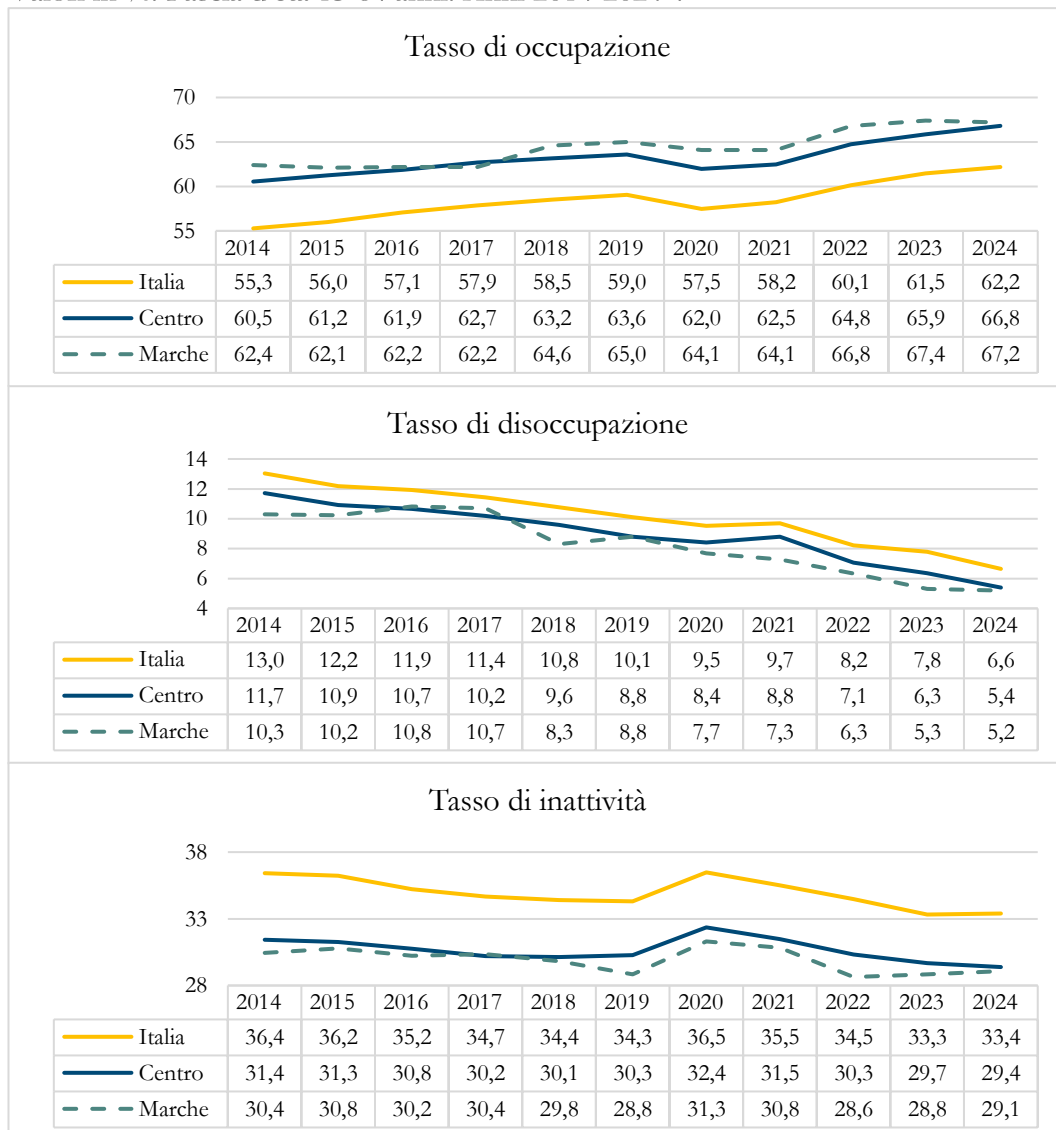 Tasso di occupazione
70
65
60
55
2014 2015 2016 2017 2018 2019 2020 2021 2022 2023 2024
Italia 55,3 56,0 57,1 57,9 58,5 59,0 57,5 58,2 60,1 61,5 62,2
Centro 60,5 61,2 61,9 62,7 63,2 63,6 62,0 62,5 64,8 65,9 66,8
Marche 62,4 62,1 62,2 62,2 64,6 65,0 64,1 64,1 66,8 67,4 67,2
Tasso di disoccupazione
14
12
10
8
6
4
2014 2015 2016 2017 2018 2019 2020 2021 2022 2023 2024
Italia 13,0 12,2 11,9 11,4 10,8 10,1 9,5 9,7 8,2 7,8 6,6
Centro 11,7 10,9 10,7 10,2 9,6 8,8 8,4 8,8 7,1 6,3 5,4
Marche 10,3 10,2 10,8 10,7 8,3 8,8 7,7 7,3 6,3 5,3 5,2
Tasso di inattività
38
33
28
2014 2015 2016 2017 2018 2019 2020 2021 2022 2023 2024
Italia 36,4 36,2 35,2 34,7 34,4 34,3 36,5 35,5 34,5 33,3 33,4
Centro 31,4 31,3 30,8 30,2 30,1 30,3 32,4 31,5 30,3 29,7 29,4
Marche 30,4 30,8 30,2 30,4 29,8 28,8 31,3 30,8 28,6 28,8 29,1